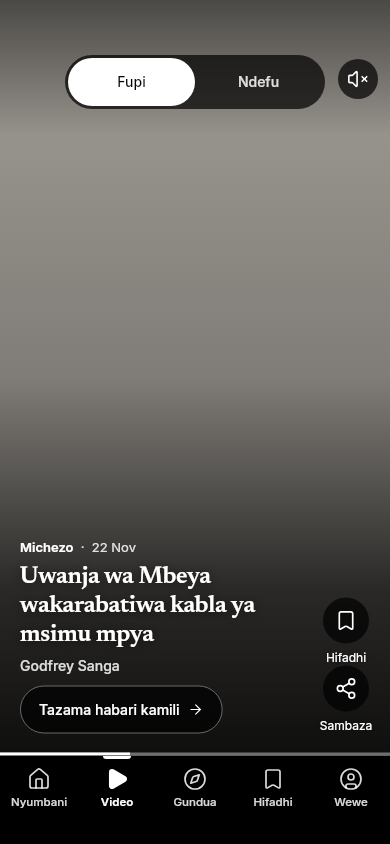 Fupi
Ndefu
Michezo · 22 Nov
Uwanja wa Mbeya
wakarabatiwa kabla ya
msimu mpya
Godfrey Sanga
Tazama habari kamili →
Hifadhi
Sambaza
Nyumbani
Video
Gundua
Hifadhi
Wewe